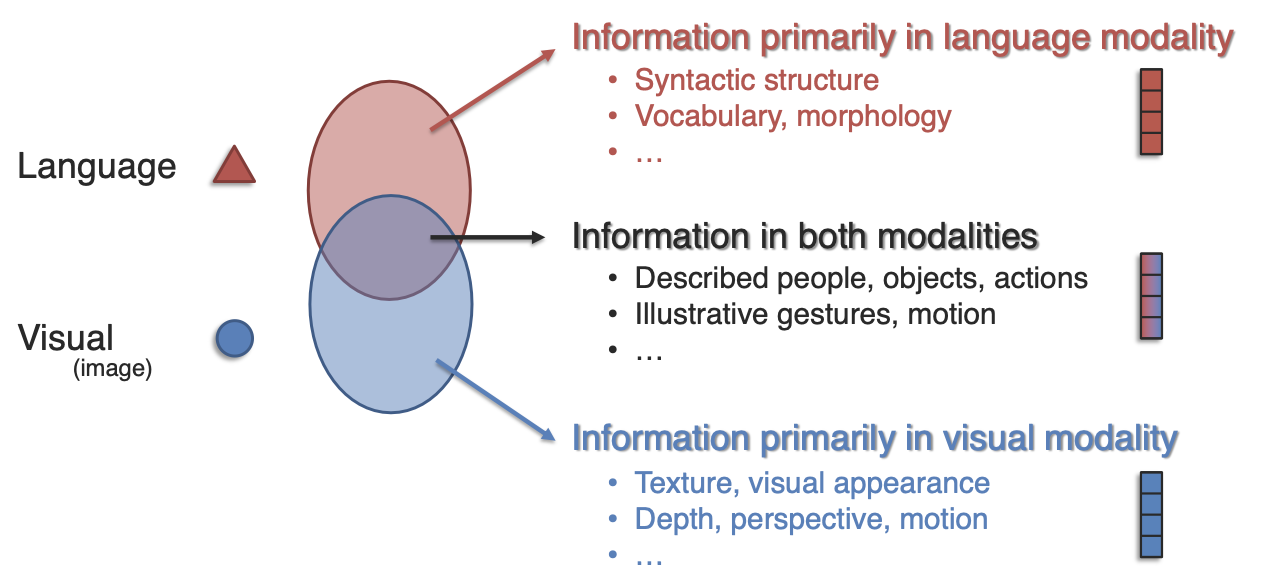 Information primarily in language modality
• Syntactic structure
• Vocabulary, morphology
• …
Language
Information in both modalities
• Described people, objects, actions
• Illustrative gestures, motion
• …
Visual
(image)
Information primarily in visual modality
• Texture, visual appearance
• Depth, perspective, motion
• …